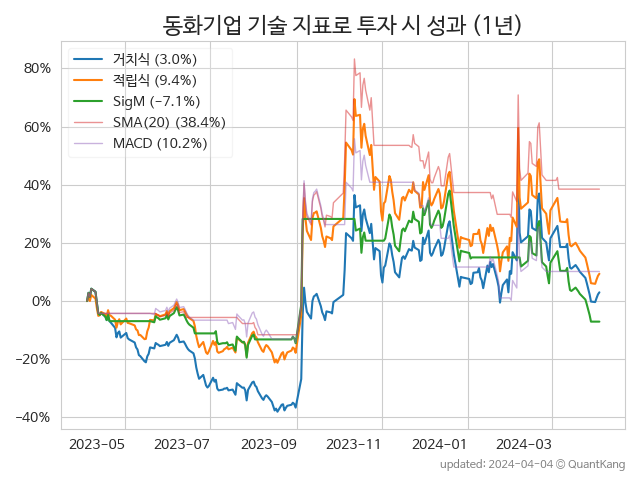 동화기업 기술 지표로 투자 시 성과 (1년)
거치식 (3.0%)
적립식 (9.4%)
SigM (−7.1%)
SMA(20) (38.4%)
MACD (10.2%)
80%
60%
40%
20%
0%
−20%
−40%
2023-05
2023-07
2023-09
2023-11
2024-01
2024-03
updated: 2024-04-04 © QuantKang